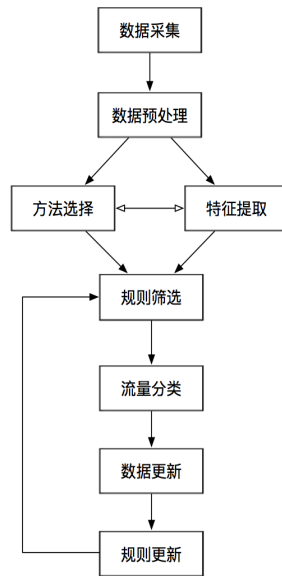 数据采集
数据预处理
方法选择
特征提取
规则筛选
流量分类
数据更新
规则更新